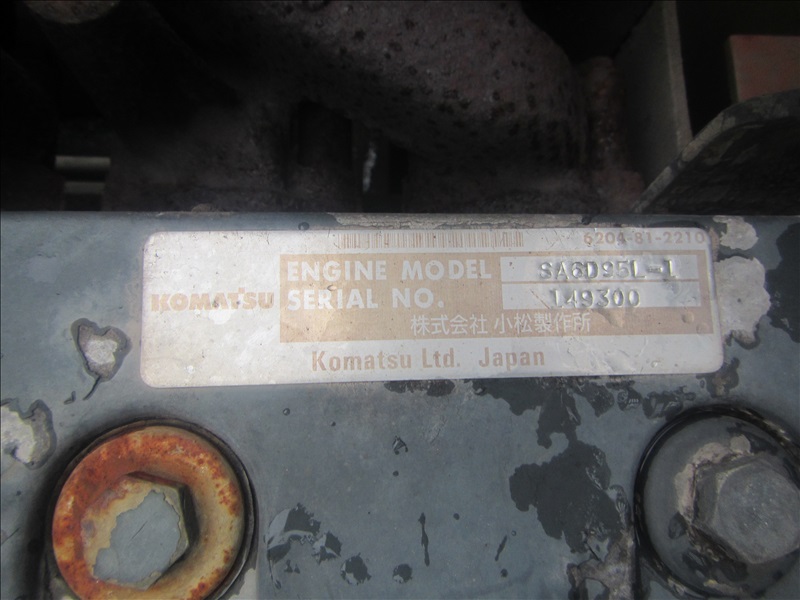 6204-81-2210
ENGINE MODEL SA6D95L-1
KOMATSU
SERIAL NO. 149300
株式会社 小松製作所
Komatsu Ltd. Japan